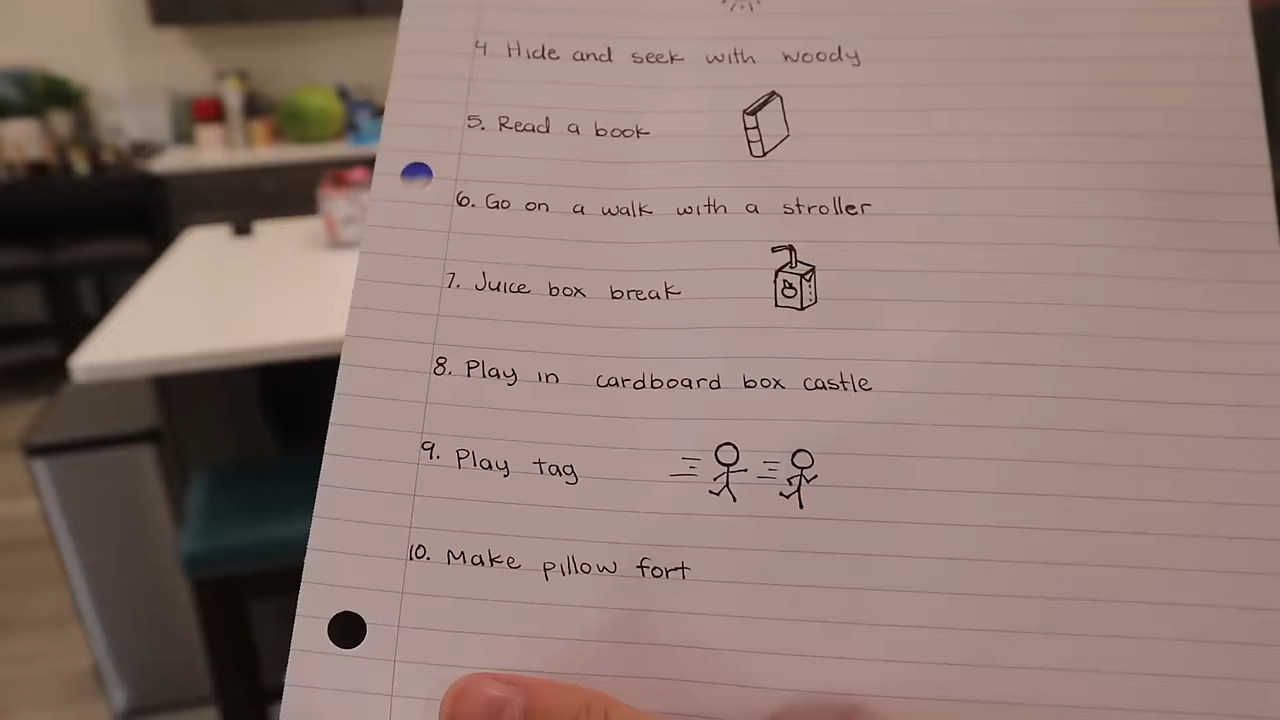 4. Hide and seek with woody
5. Read a book
6. Go on a walk with a stroller
7. Juice box break
8. Play in cardboard box castle
9. Play tag
10. Make pillow fort